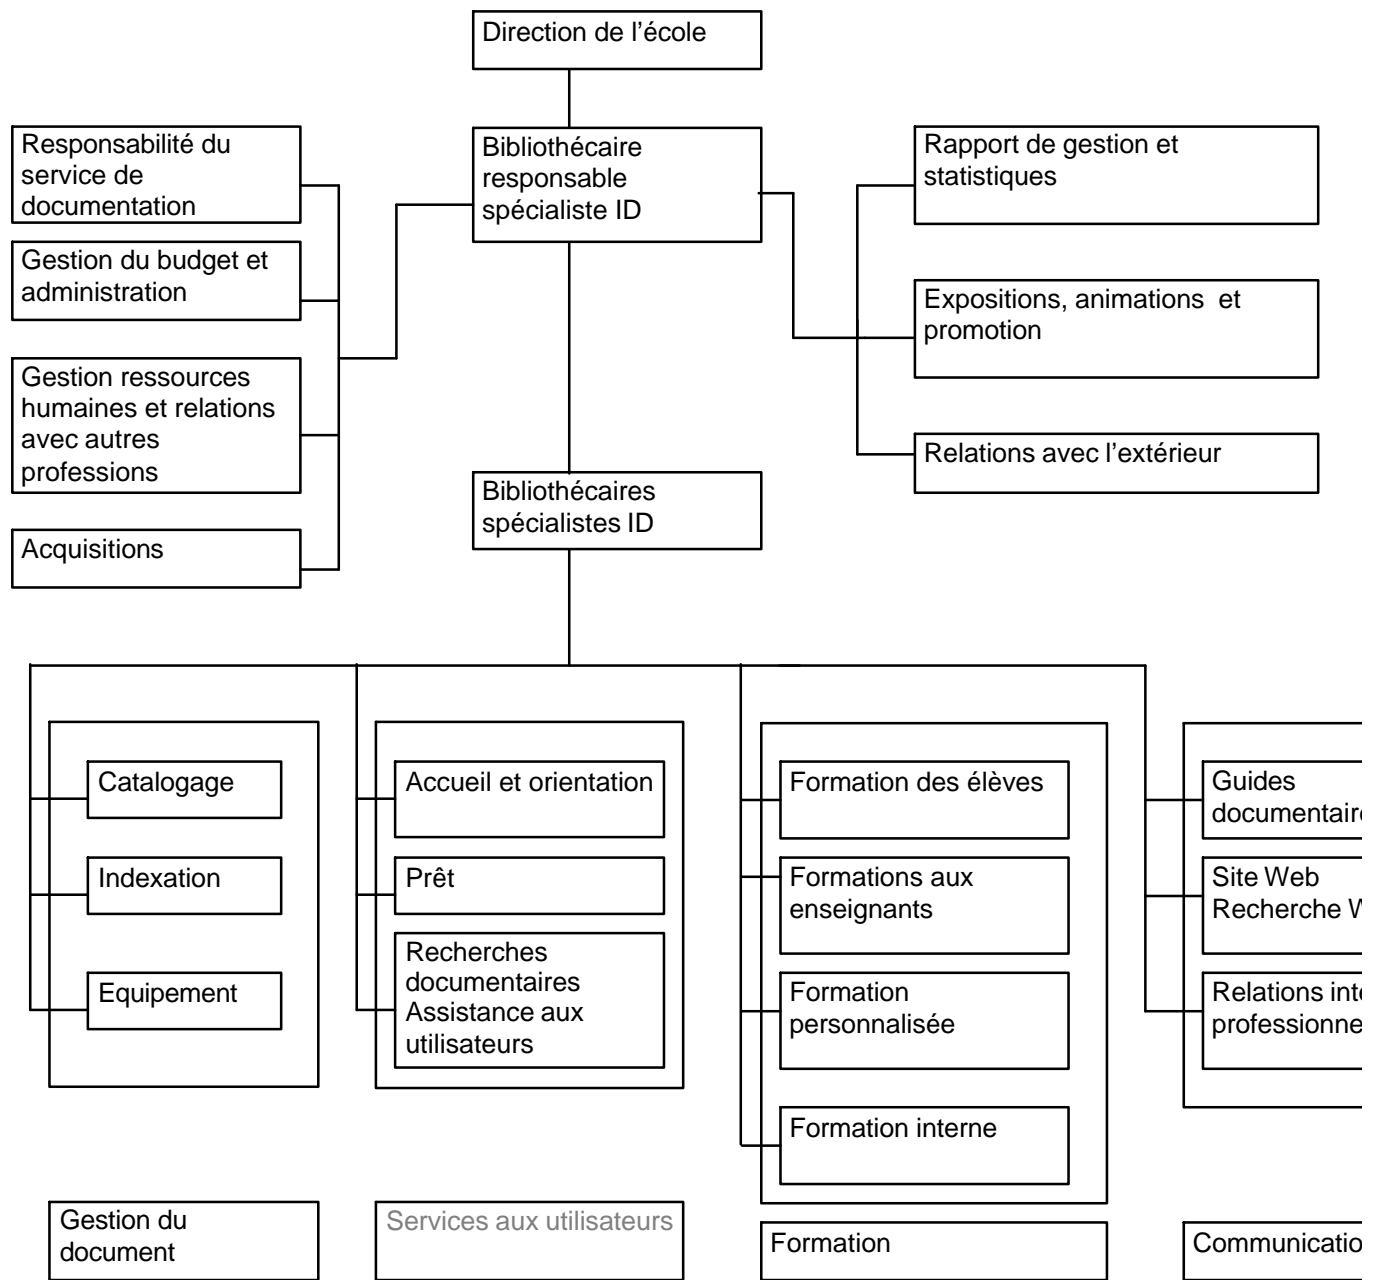 Direction de l’école
Responsabilité du
service de
documentation
Bibliothécaire
responsable
spécialiste ID
Rapport de gestion et
statistiques
Gestion du budget et
administration
Expositions, animations et
promotion
Gestion ressources
humaines et relations
avec autres
professions
Relations avec l’extérieur
Bibliothécaires
spécialistes ID
Acquisitions
Catalogage
Indexation
Equipement
Accueil et orientation
Prêt
Recherches
documentaires
Assistance aux
utilisateurs
Formation des élèves
Formations aux
enseignants
Formation
personnalisée
Formation interne
Guides
Site Web
Recherche
Relations
Gestion du
document
Services aux utilisateurs
Formation